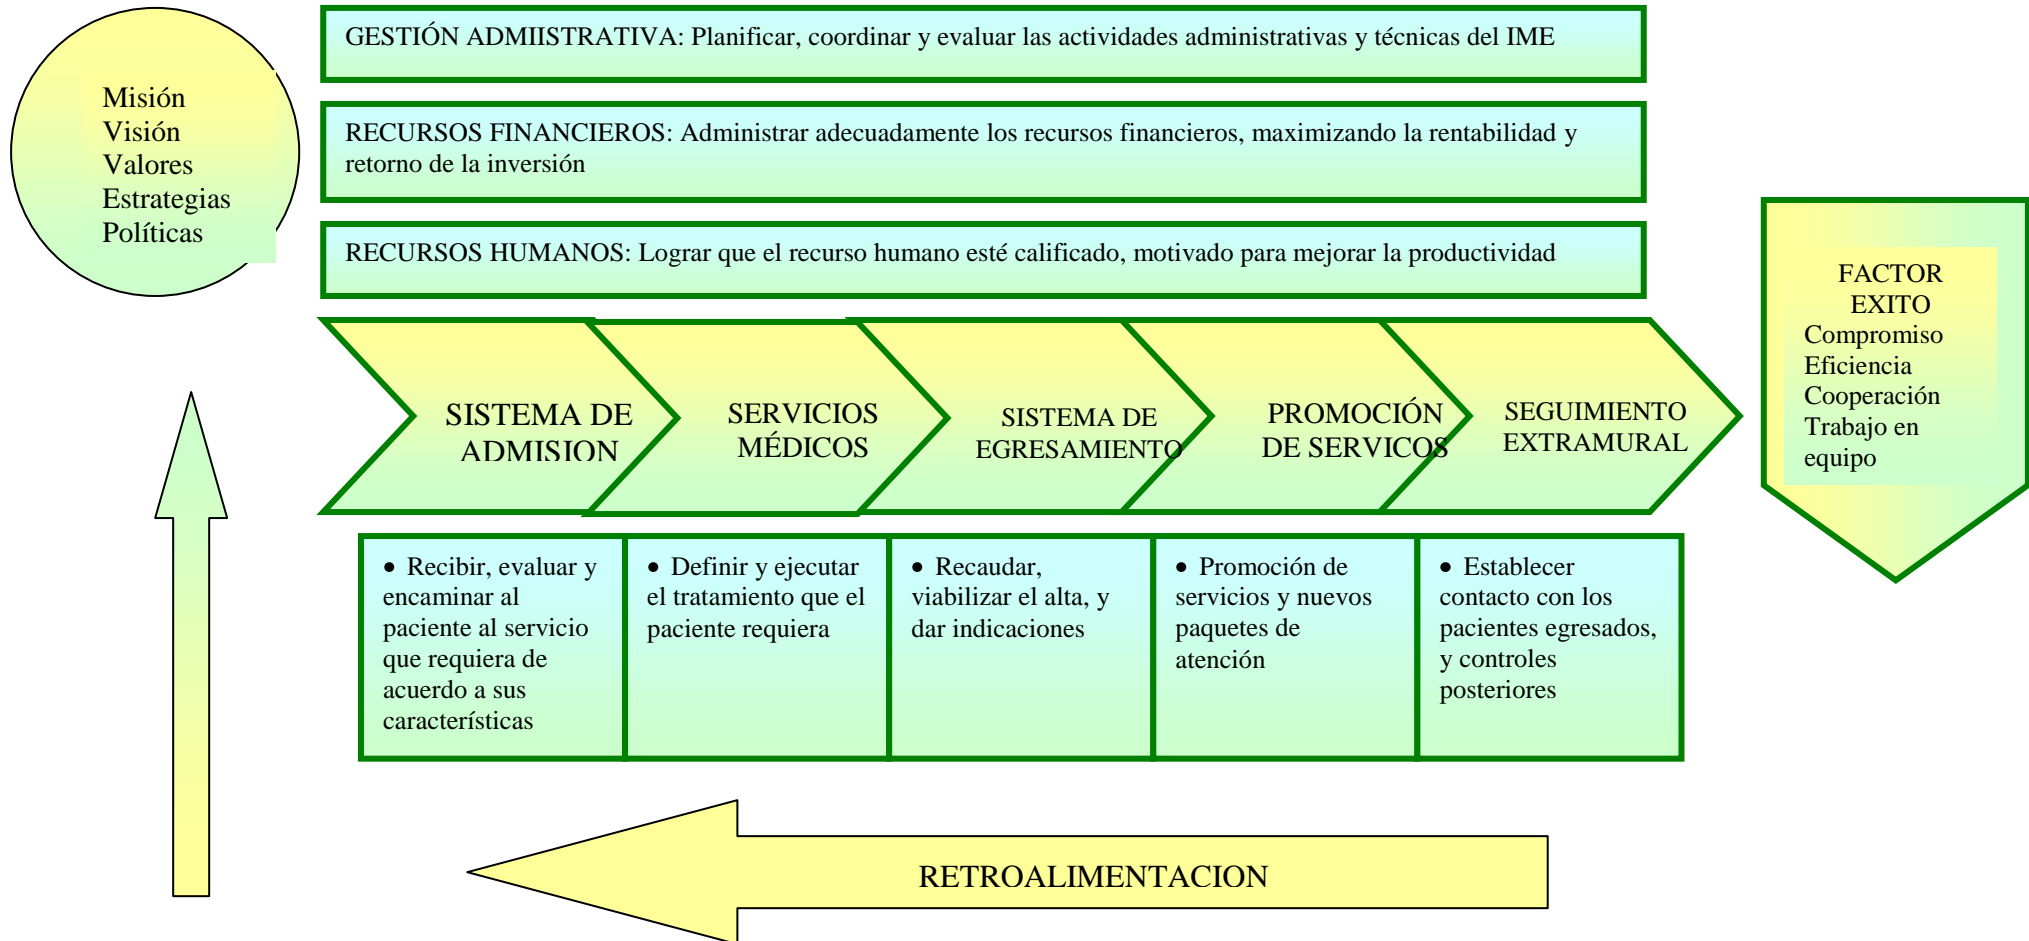 Misión
Visión
Valores
Estrategias
Políticas
GESTIÓN ADMIISTRATIVA: Planificar, coordinar y evaluar las actividades administrativas y técnicas del IME
RECURSOS FINANCIEROS: Administrar adecuadamente los recursos financieros, maximizando la rentabilidad y
retorno de la inversión
RECURSOS HUMANOS: Lograr que el recurso humano esté calificado, motivado para mejorar la productividad
SISTEMA DE
ADMISION
SERVICIOS
MÉDICOS
SISTEMA DE
EGRESAMIENTO
PROMOCIÓN
DE SERVICOS
SEGUIMIENTO
EXTRAMURAL
FACTOR
EXITO
Compromiso
Eficiencia
Cooperación
Trabajo en
equipo
• Recibir, evaluar y
encaminar al
paciente al servicio
que requiera de
acuerdo a sus
características
• Definir y ejecutar
el tratamiento que el
paciente requiera
• Recaudar,
viabilizar el alta, y
dar indicaciones
• Promoción de
servicios y nuevos
paquetes de
atención
• Establecer
contacto con los
pacientes egresados,
y controles
posteriores
RETROALIMENTACION